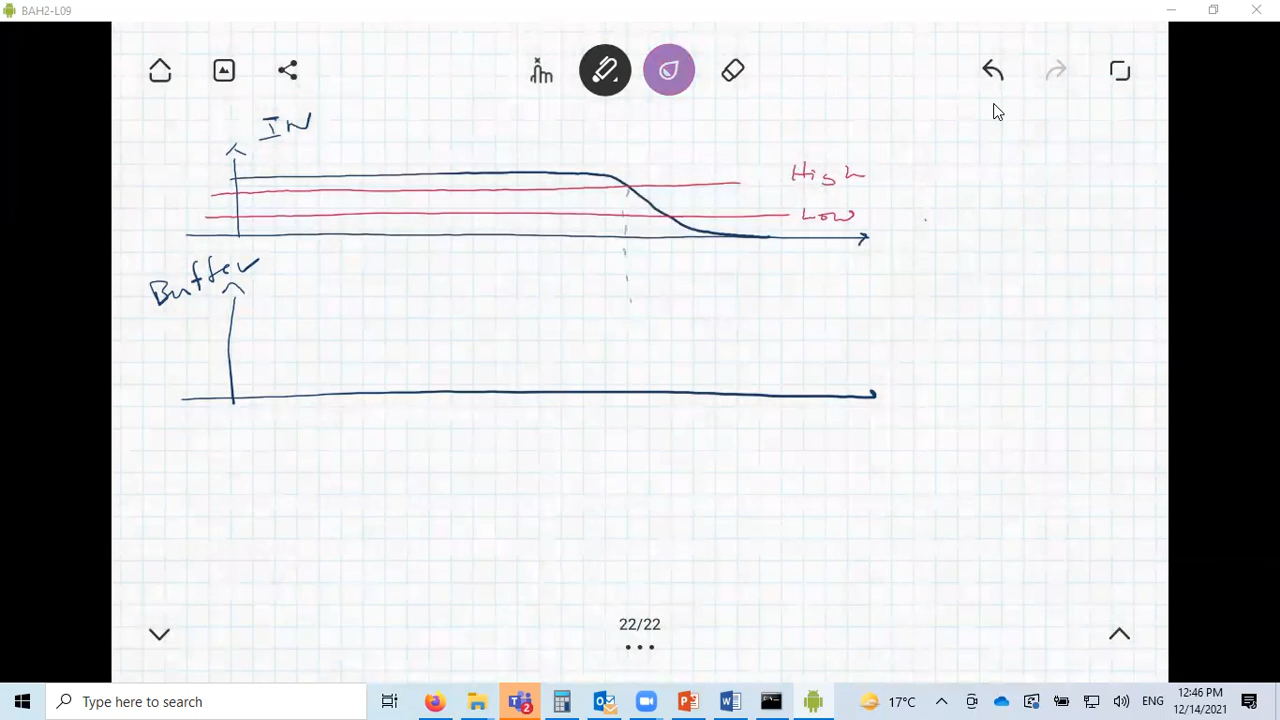 BAH2-L09
IN
High
Low
Buffer
22/22
Type here to search
2
17°C
ENG
12:46 PM
12/14/2021